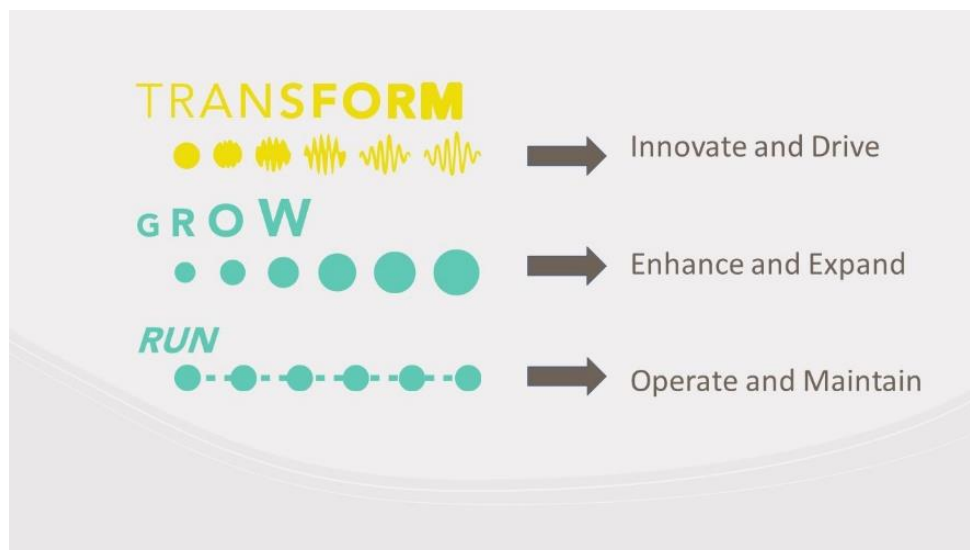 TRANSFORM
Innovate and Drive
GROW
Enhance and Expand
RUN
Operate and Maintain